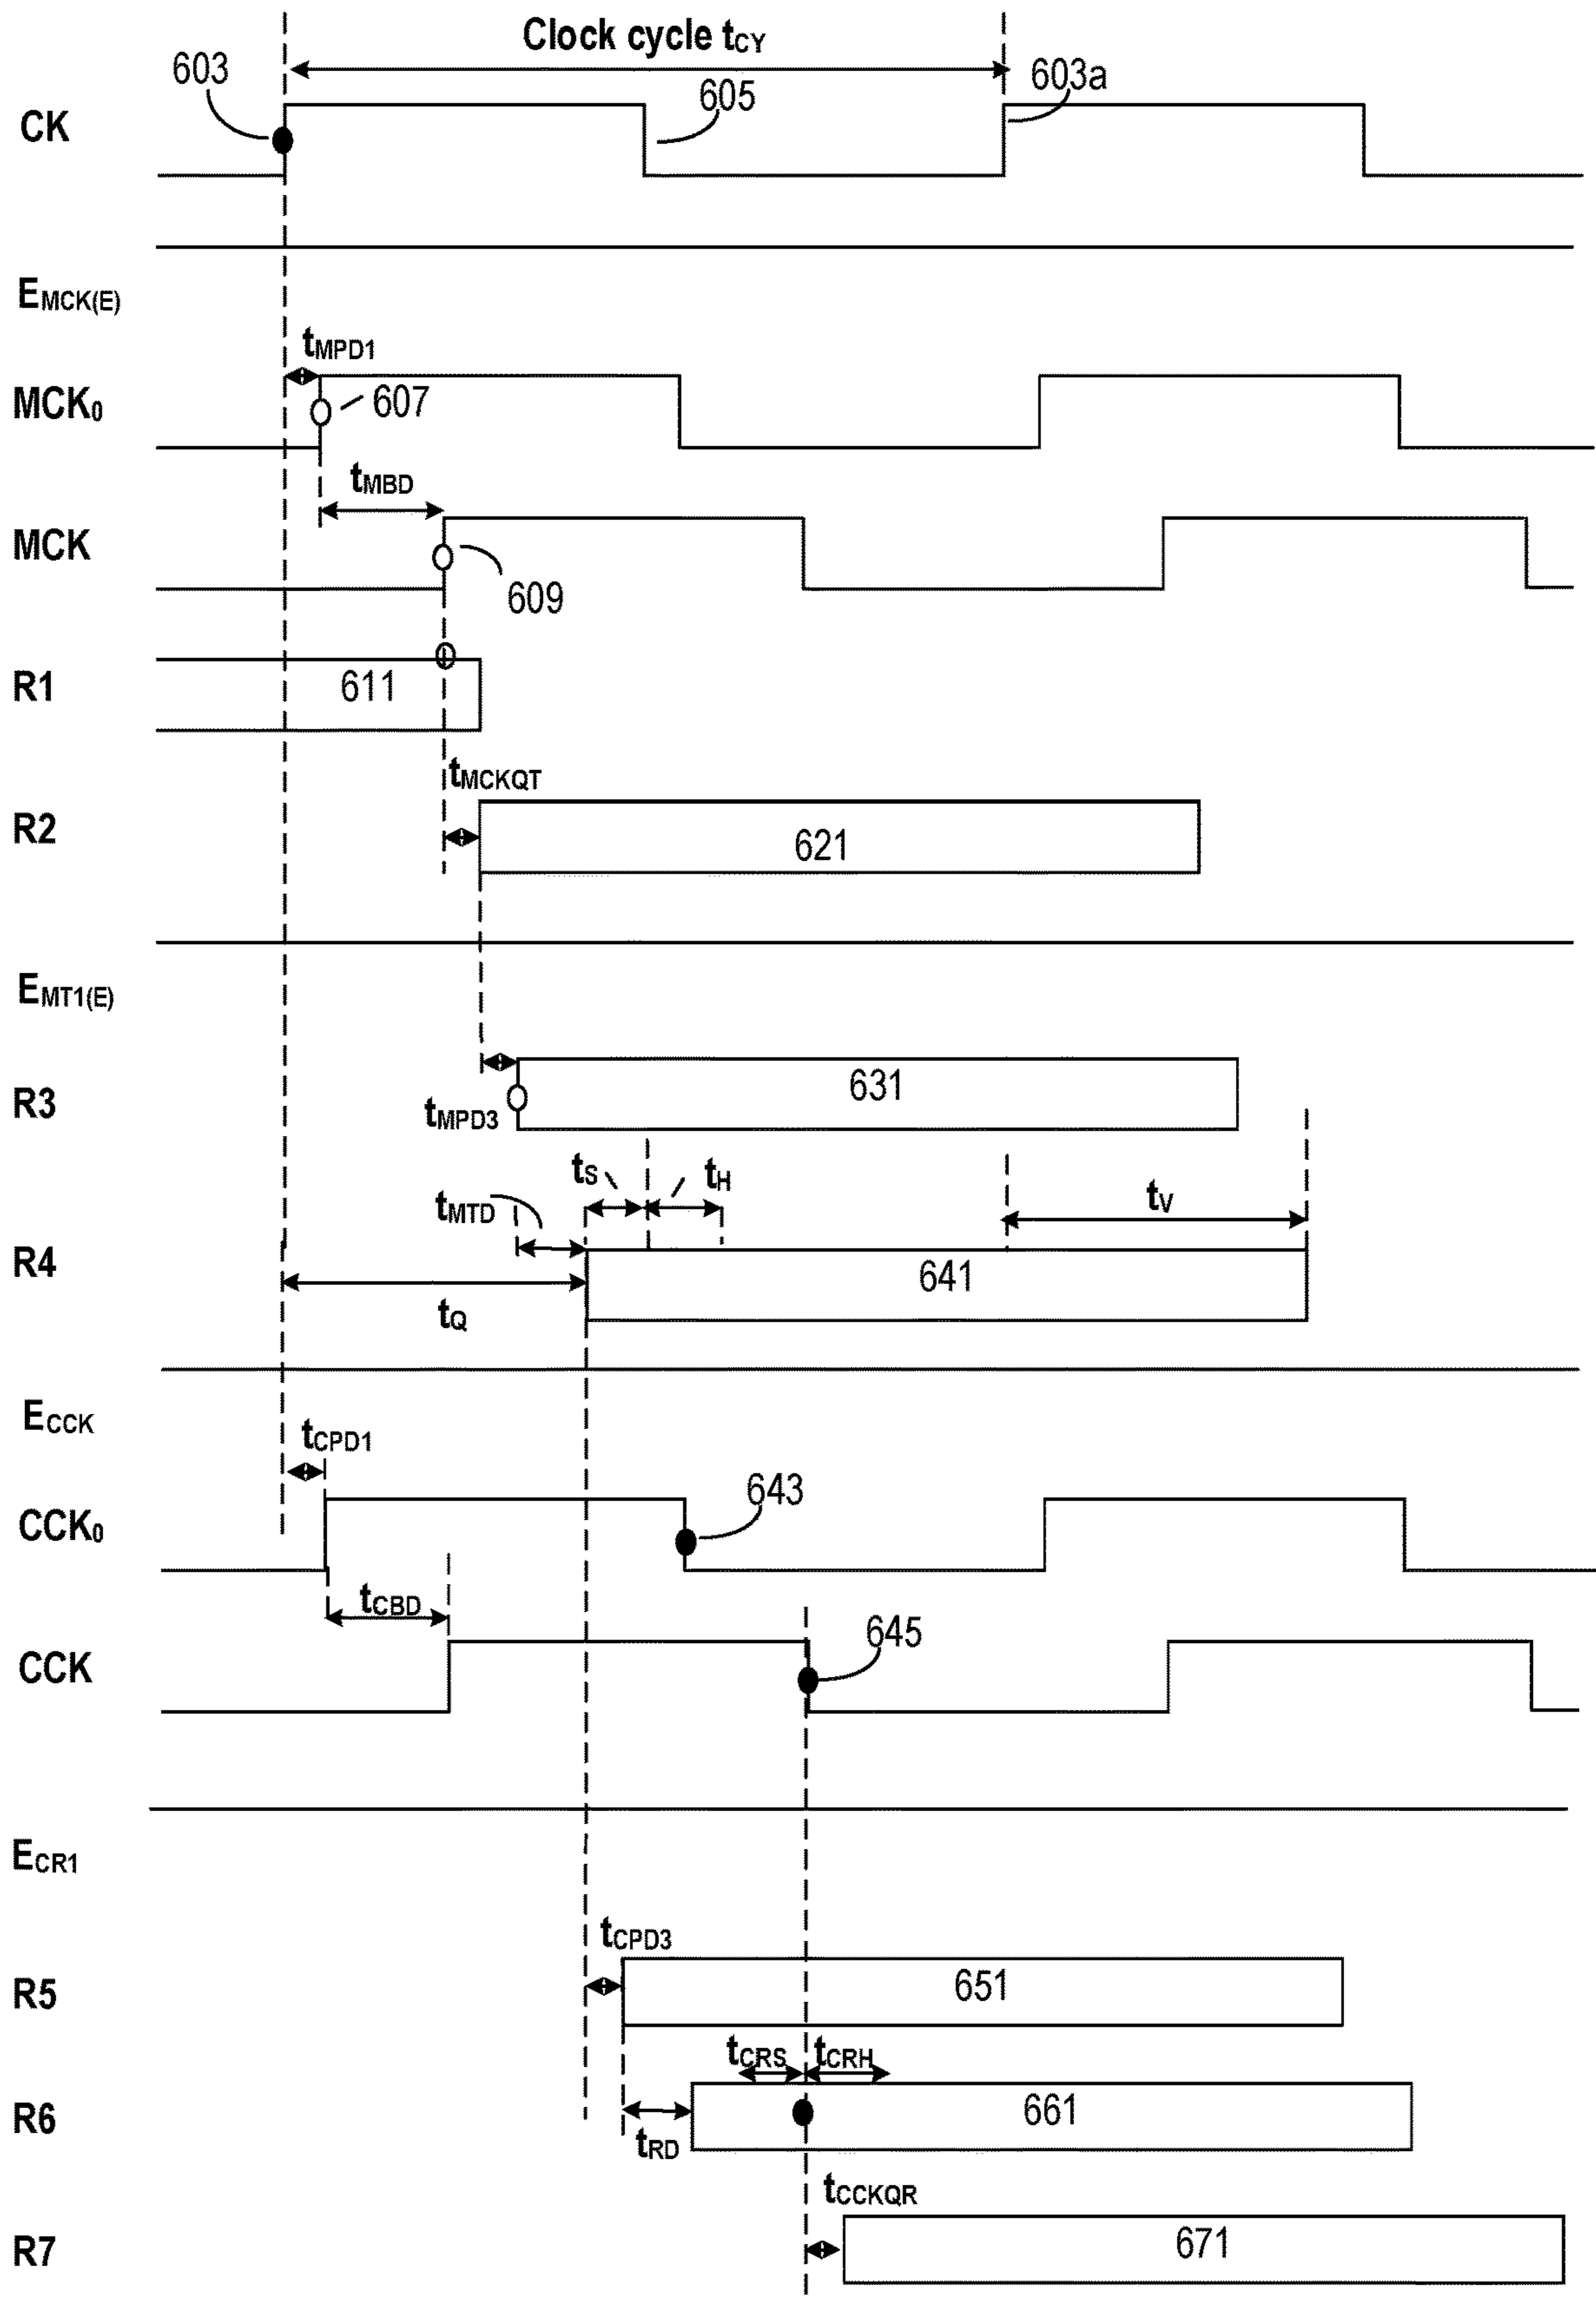 Clock cycle tCY
603
603a
605
CK
EMCK(E)
tMPD1
MCK0
607
tMBD
MCK
609
R1
611
tMCKQT
R2
621
EMT1(E)
R3
631
tMPD3
tS
tH
tMTD
tV
R4
641
tQ
ECCK
tCPD1
643
CCK0
tCBD
645
CCK
ECR1
tCPD3
R5
651
tCRS
tCRH
R6
661
tRD
tCCKQR
R7
671